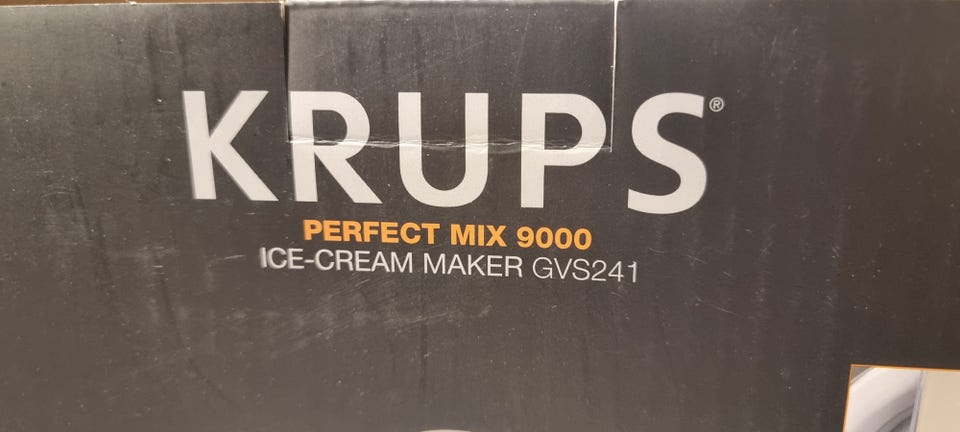 KRUPS®
PERFECT MIX 9000
ICE-CREAM MAKER GVS241